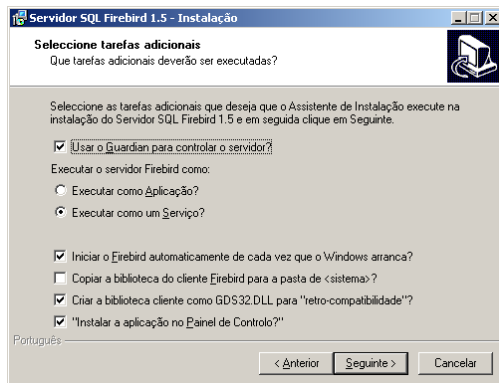 Servidor SQL Firebird 1.5 - Instalação
Seleccione tarefas adicionais
Que tarefas adicionais deverão ser executadas?
Seleccione as tarefas adicionais que deseja que o Assistente de Instalação execute na
instalação do Servidor SQL Firebird 1.5 e em seguida clique em Seguinte.
Usar o Guardian para controlar o servidor?
Executar o servidor Firebird como:
Executar como Aplicação?
Executar como um Serviço?
Iniciar o Firebird automaticamente de cada vez que o Windows arranca?
Copiar a biblioteca do cliente Firebird para a pasta de <sistema>?
Criar a biblioteca cliente como GDS32.DLL para "retro-compatibilidade"?
"Instalar a aplicação no Painel de Controlo?"
Português
< Anterior Seguinte > Cancelar